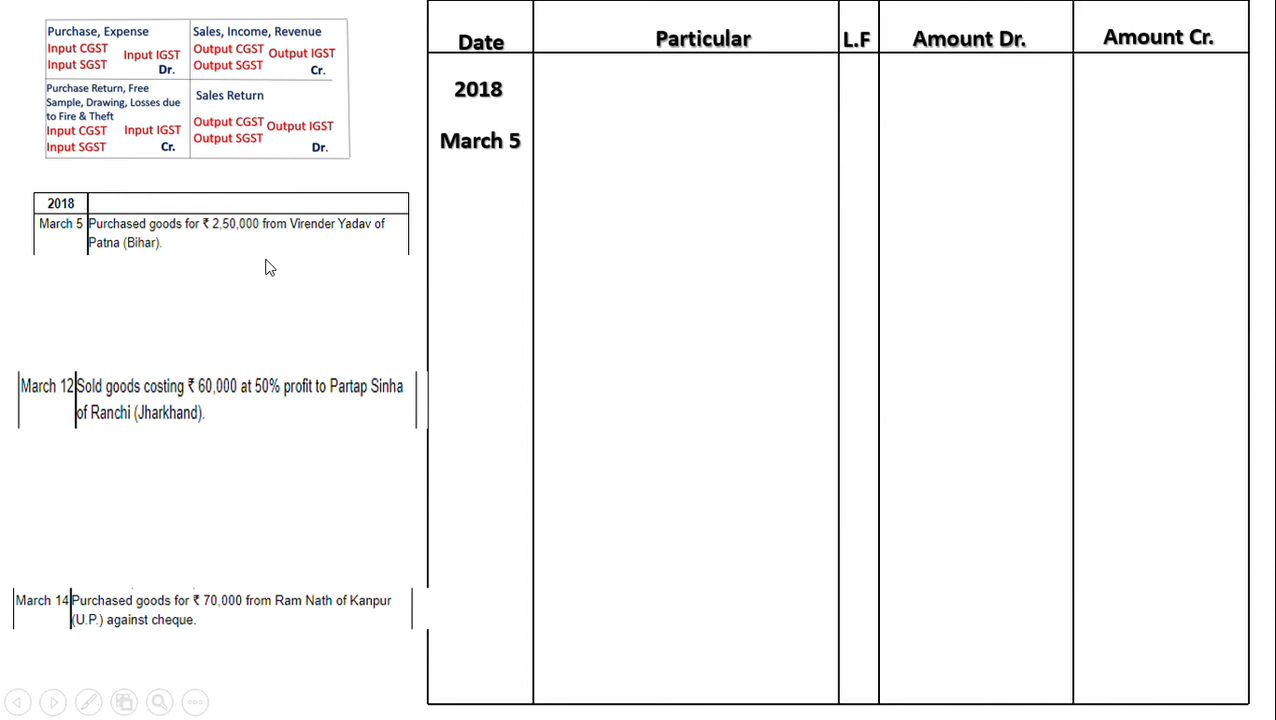 Purchase, Expense
Input CGST
Input IGST
Input SGST
Dr.
Sales, Income, Revenue
Output CGST
Output IGST
Output SGST
Cr.
Purchase Return, Free
Sample, Drawing, Losses due
to Fire & Theft
Input CGST
Input IGST
Input SGST
Cr.
Sales Return
Output CGST
Output IGST
Output SGST
Dr.
2018
March 5 Purchased goods for ₹ 2,50,000 from Virender Yadav of
Patna (Bihar).
March 12 Sold goods costing ₹ 60,000 at 50% profit to Partap Sinha
of Ranchi (Jharkhand).
March 14 Purchased goods for ₹ 70,000 from Ram Nath of Kanpur
(U.P.) against cheque.
Date Particular L.F Amount Dr. Amount Cr.
2018
March 5